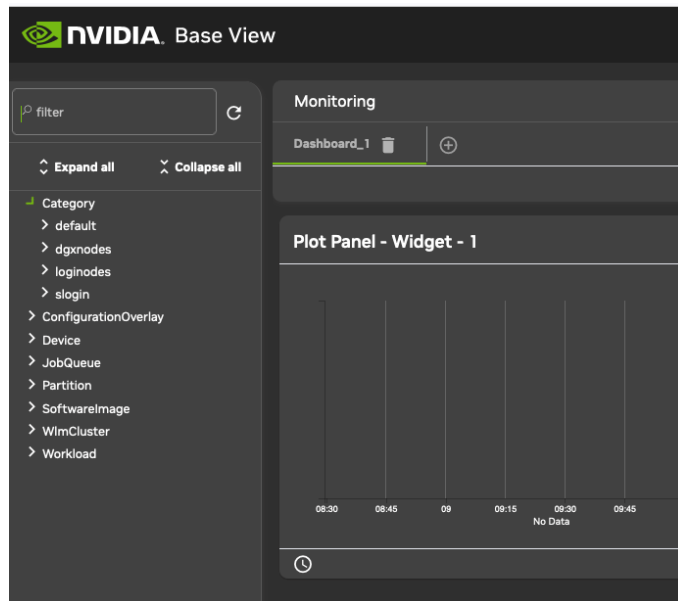 NVIDIA. Base View
filter
Expand all Collapse all
Category
default
dgxnodes
loginodes
slogin
ConfigurationOverlay
Device
JobQueue
Partition
SoftwareImage
WlmCluster
Workload
Monitoring
Dashboard_1
Plot Panel - Widget - 1
08:30 08:45 09 09:15 09:30 09:45
No Data